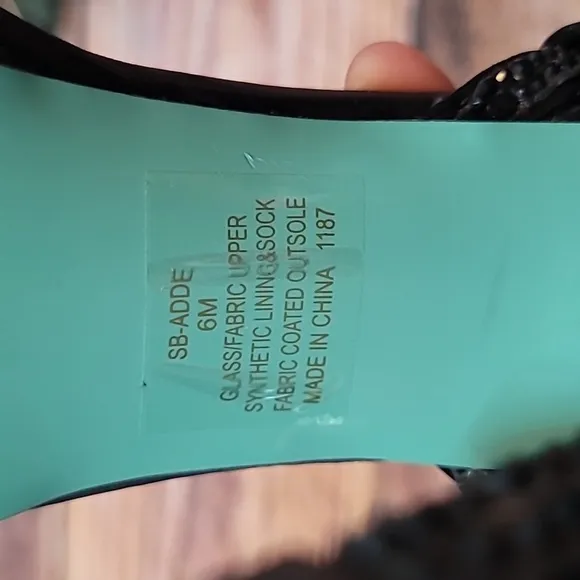 SB-ADDE
6M
GLASS/FABRIC UPPER
SYNTHETIC LINING&SOCK
FABRIC COATED OUTSOLE
MADE IN CHINA 1187